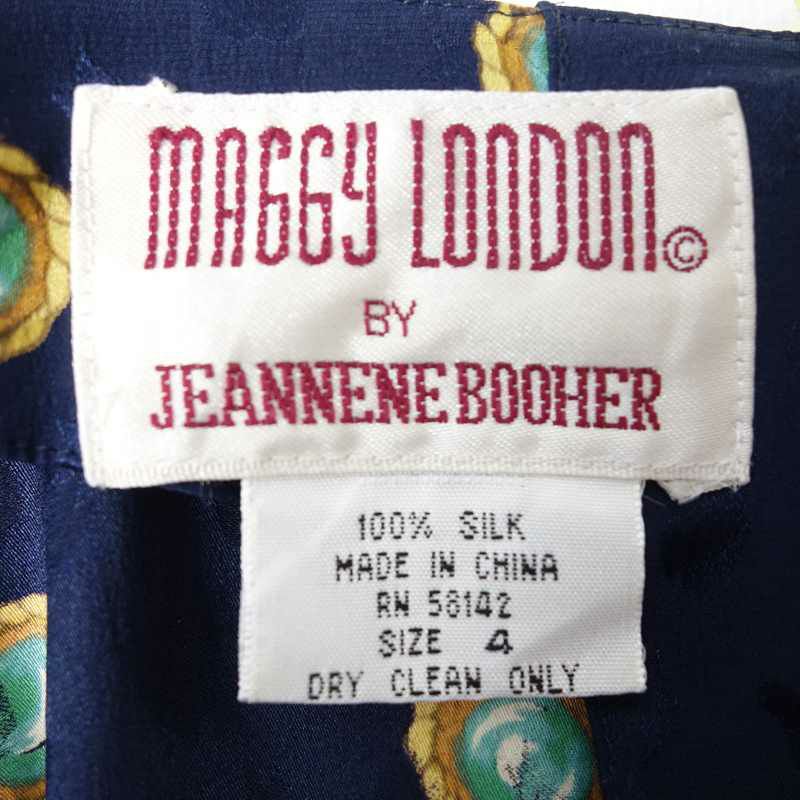 MAGGY LONDON©
BY
JEANNENE BOOHER
100% SILK
MADE IN CHINA
RN 58142
SIZE 4
DRY CLEAN ONLY